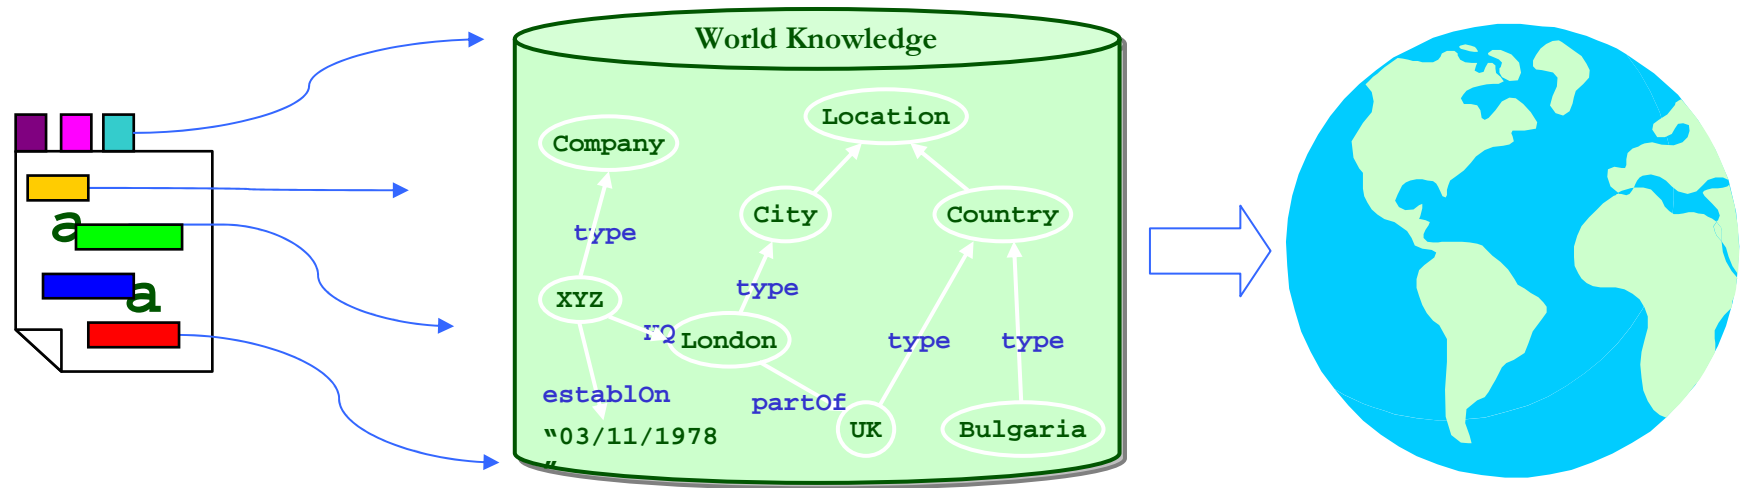 World Knowledge
Location
Company
City
Country
type
a
type
XYZ
a
HQ
London
type
type
establOn
partOf
UK
Bulgaria
“03/11/1978
”